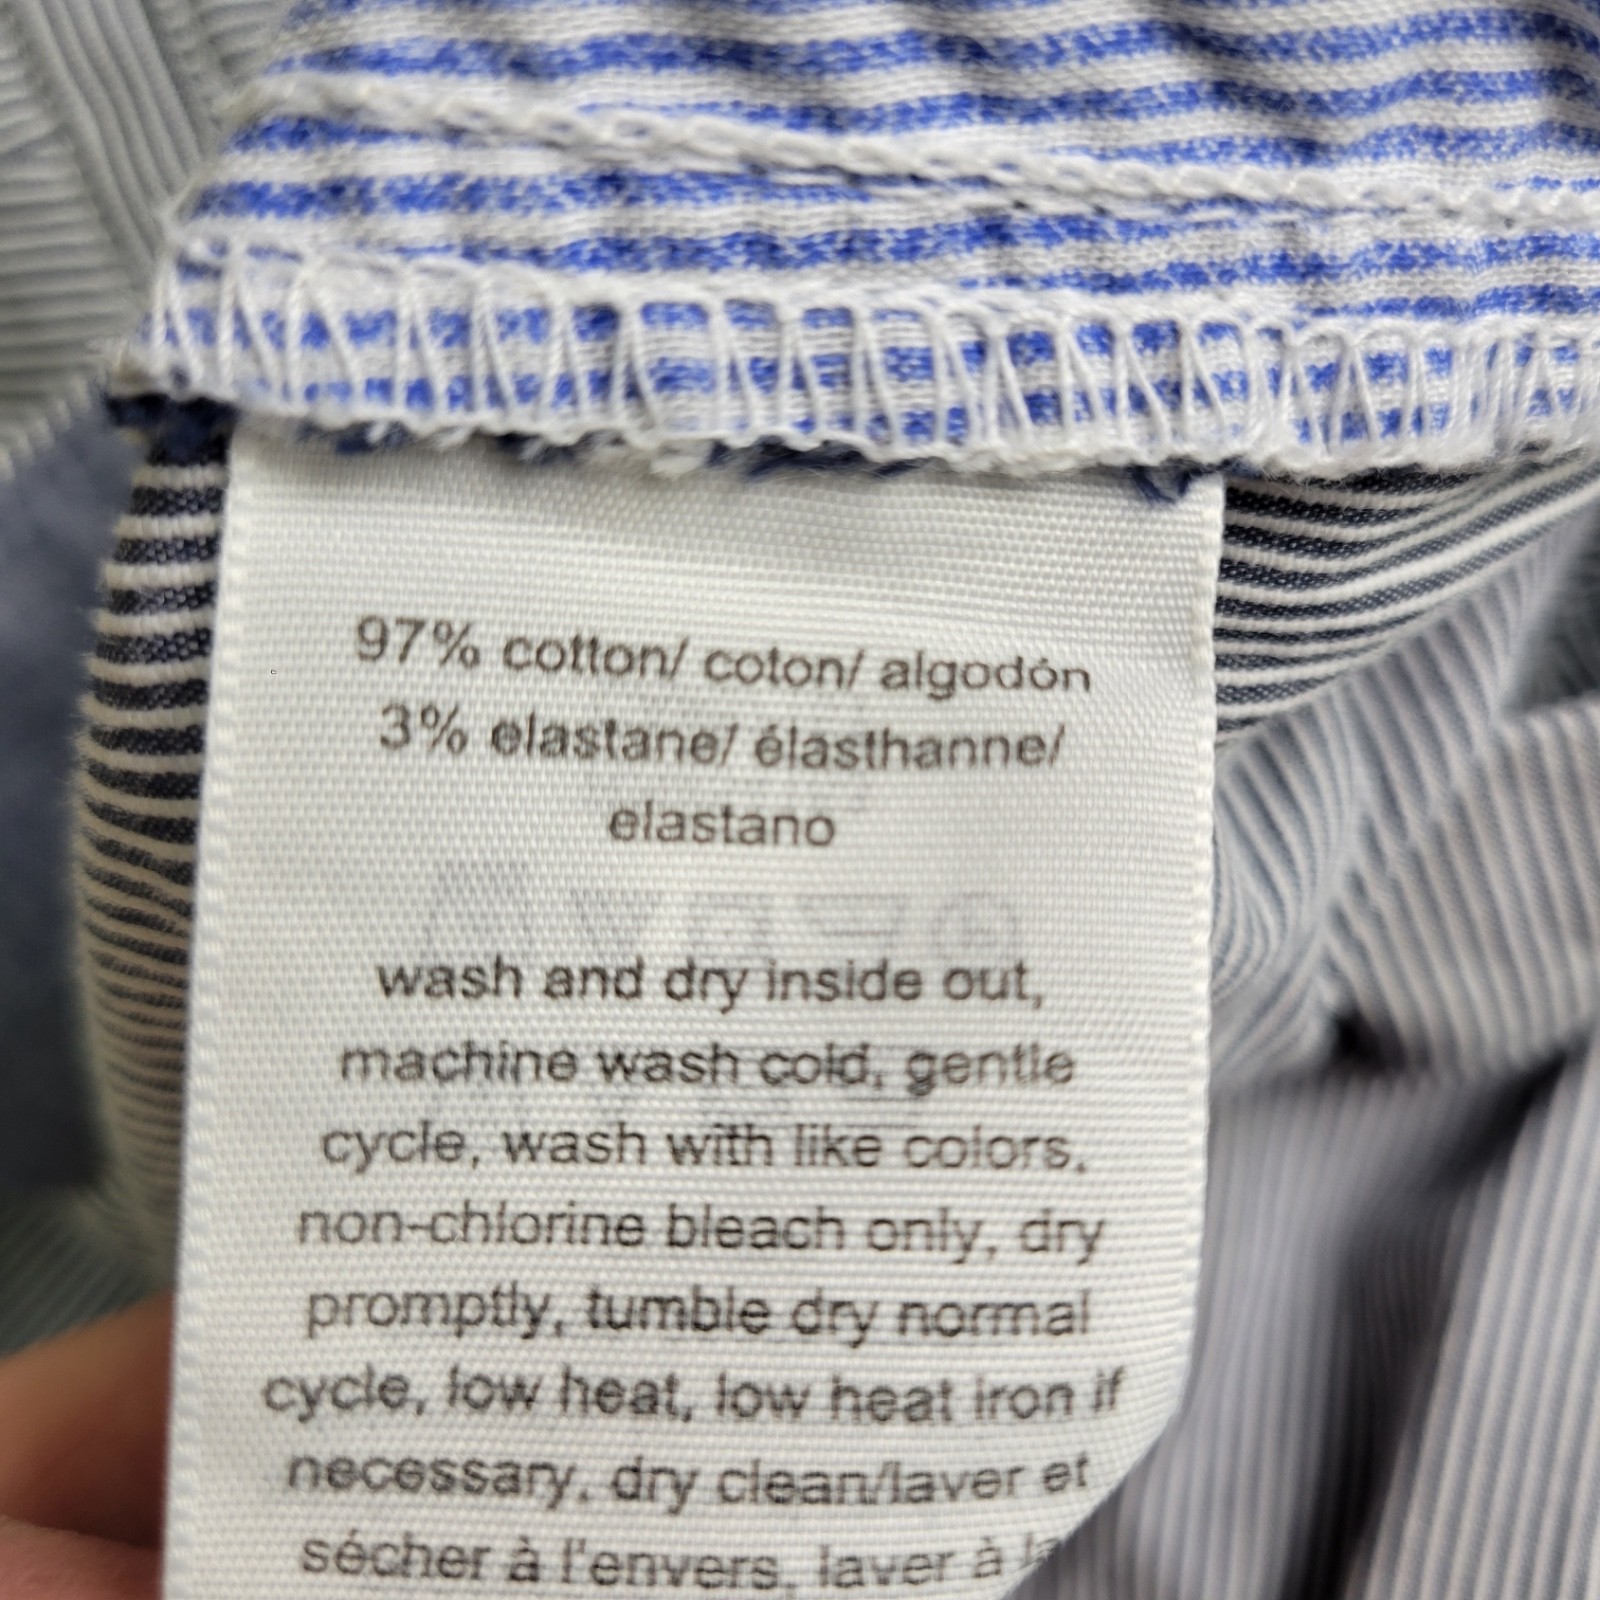 97% cotton/ coton/ algodón
3% elastane/ élasthanne/
elastano
wash and dry inside out,
machine wash cold, gentle
cycle, wash with like colors,
non-chlorine bleach only, dry
promptly, tumble dry normal
cycle, low heat, low heat iron if
necessary, dry clean/laver et
sécher à l'envers, laver à